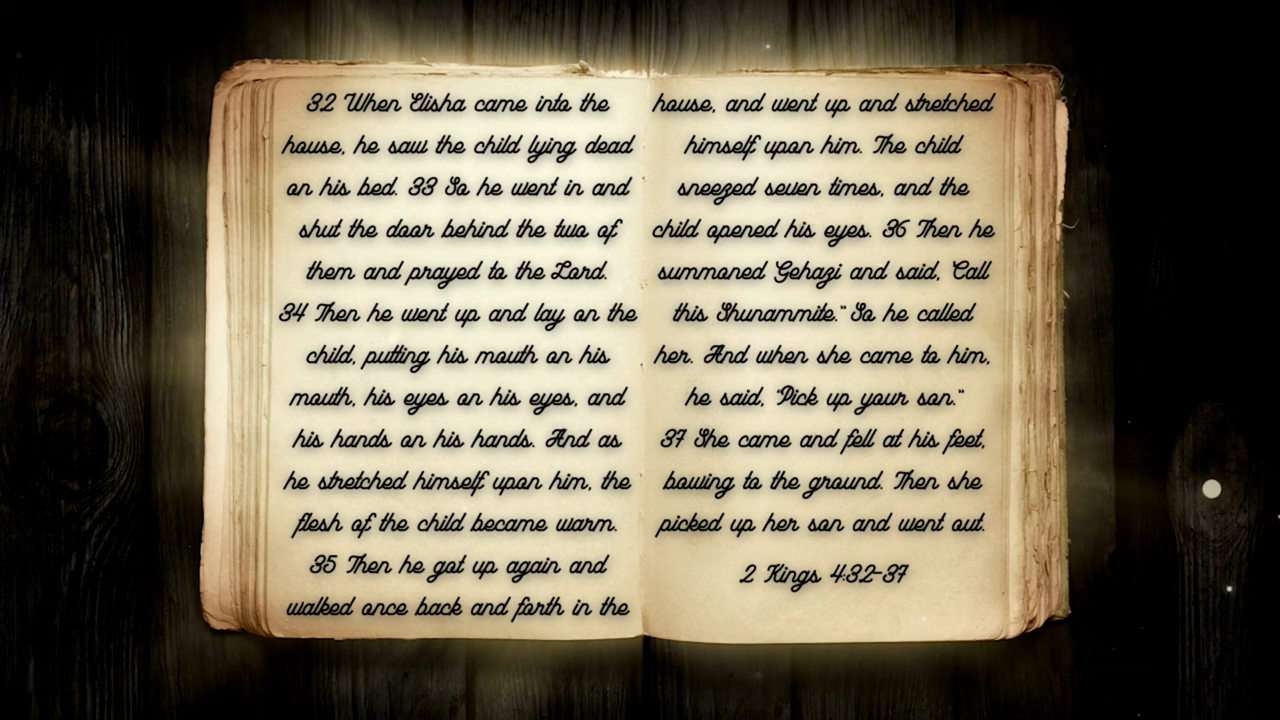 32 When Elisha came into the
house, he saw the child lying dead
on his bed. 33 So he went in and
shut the door behind the two of
them and prayed to the Lord.
34 Then he went up and lay on the
child, putting his mouth on his
mouth, his eyes on his eyes, and
his hands on his hands. And as
he stretched himself upon him, the
flesh of the child became warm.
35 Then he got up again and
walked once back and forth in the
house, and went up and stretched
himself upon him. The child
sneezed seven times, and the
child opened his eyes. 36 Then he
summoned Gehazi and said, "Call
this Shunammite." So he called
her. And when she came to him,
he said, "Pick up your son."
37 She came and fell at his feet,
bowing to the ground. Then she
picked up her son and went out.
2 Kings 4:32-37